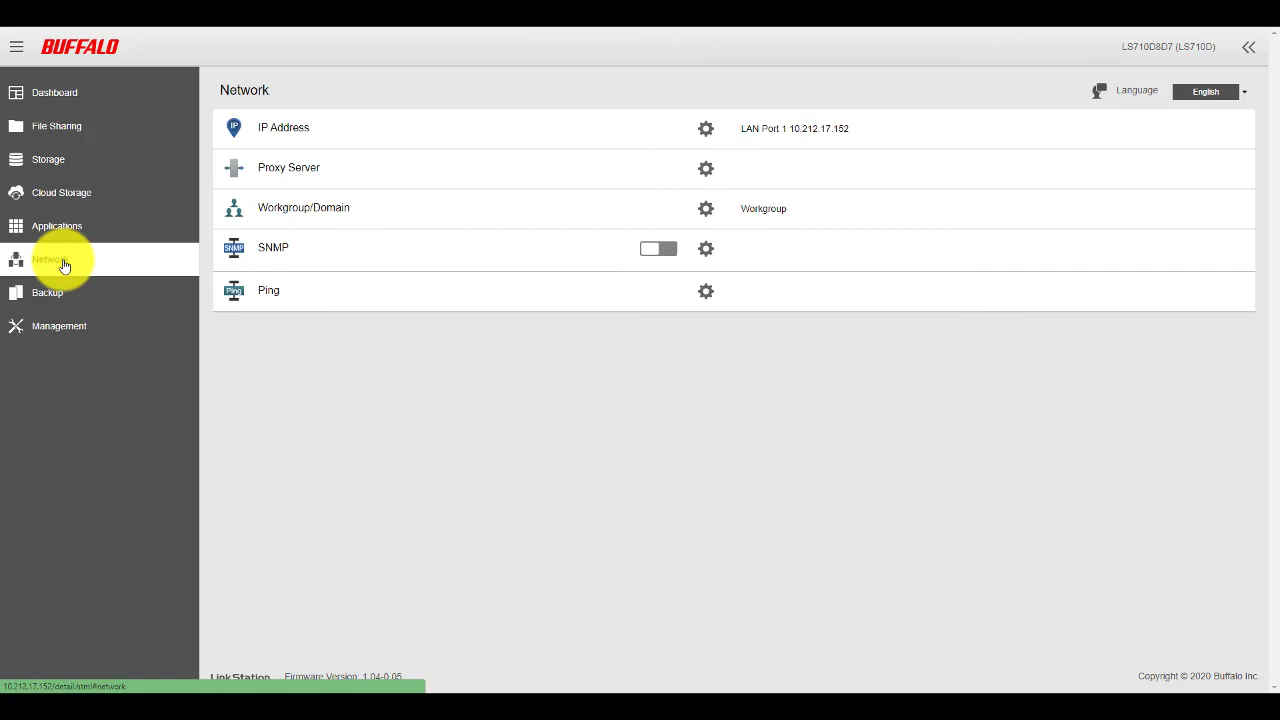 BUFFALO
LS710D8D7 (LS710D)
Dashboard
File Sharing
Storage
Cloud Storage
Applications
Network
Backup
Management
Network
Language
English
IP
IP Address
LAN Port 1 10.212.17.152
Proxy Server
Workgroup/Domain
Workgroup
SNMP
SNMP
Ping
Ping
LinkStation
Firmware Version: 1.04-0.05
Copyright © 2020 Buffalo Inc.
10.212.17.152/detail.html#network